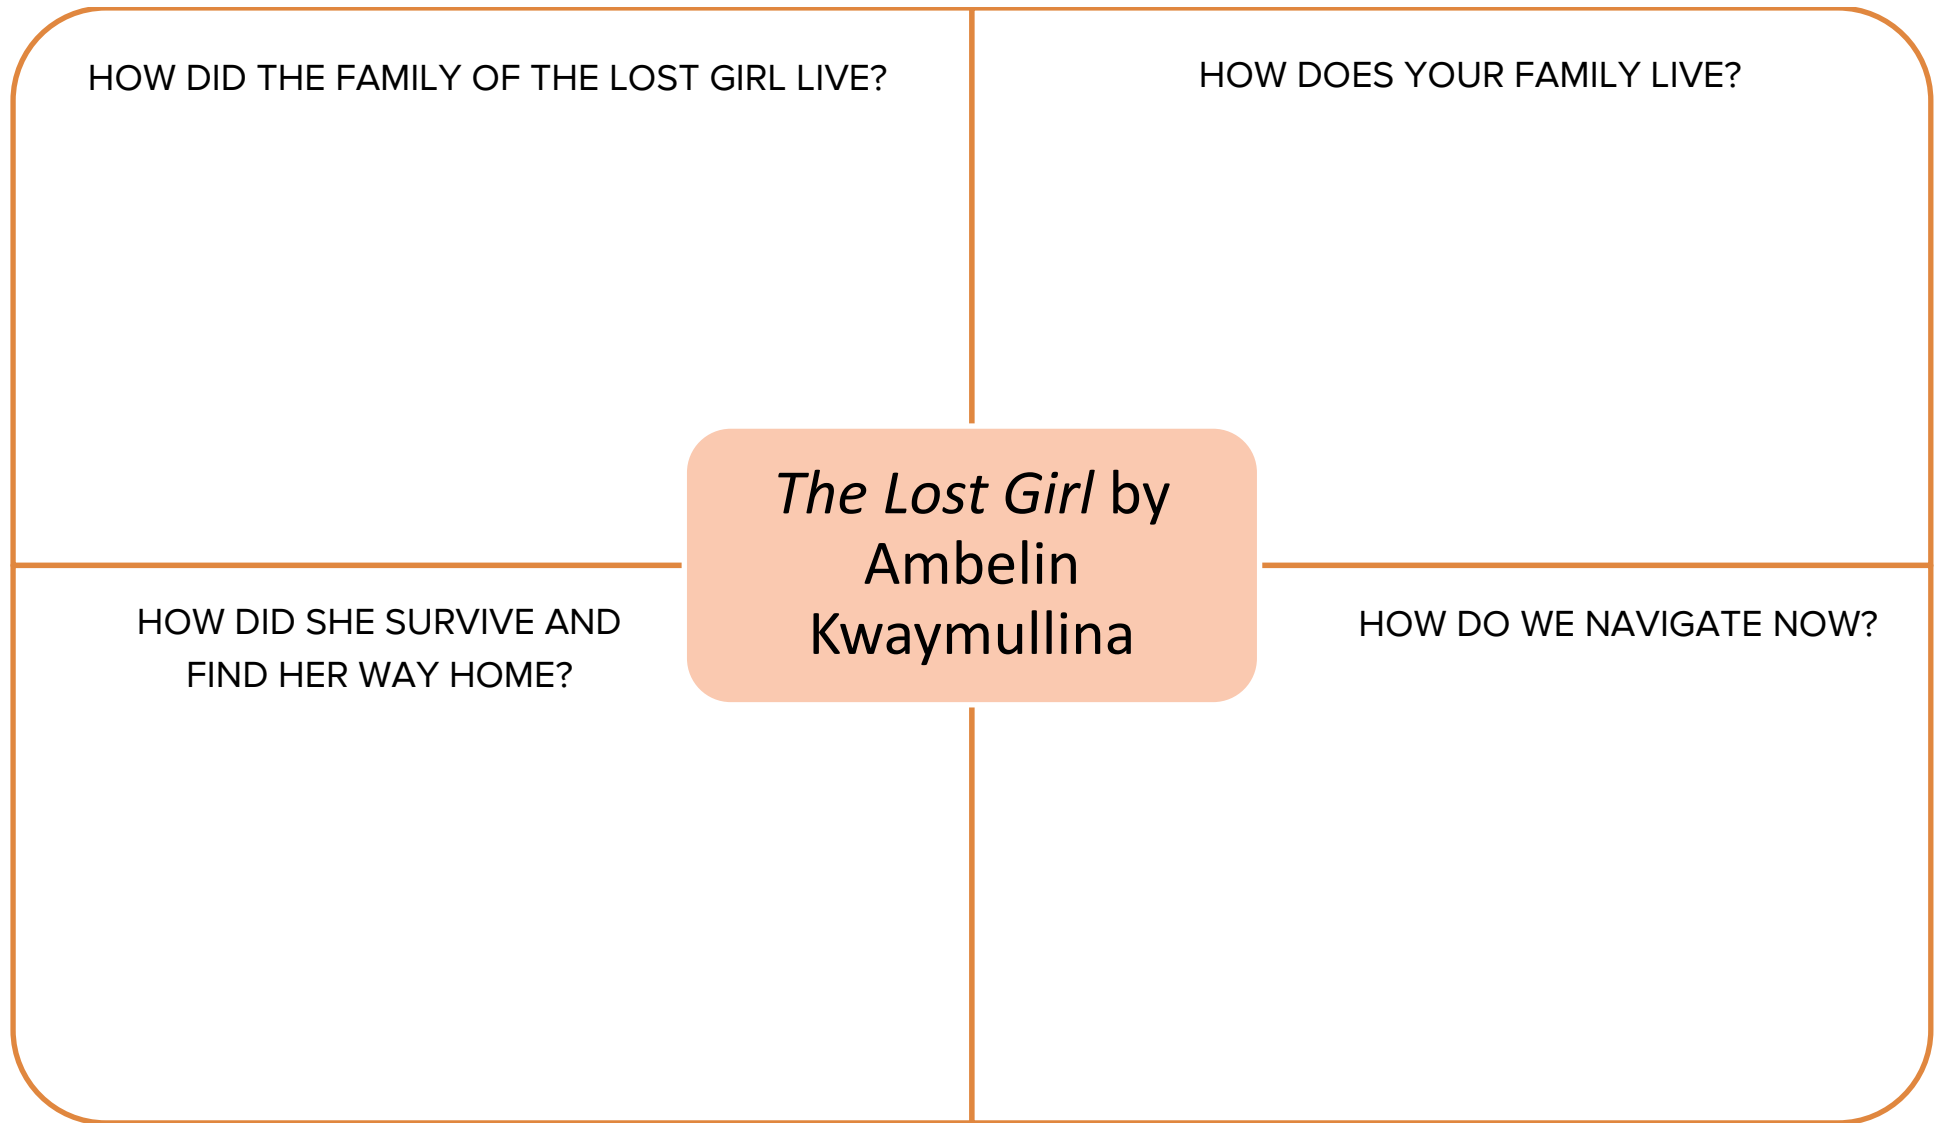 HOW DID THE FAMILY OF THE LOST GIRL LIVE?
HOW DOES YOUR FAMILY LIVE?
The Lost Girl by
Ambelin
Kwaymullina
HOW DID SHE SURVIVE AND
FIND HER WAY HOME?
HOW DO WE NAVIGATE NOW?